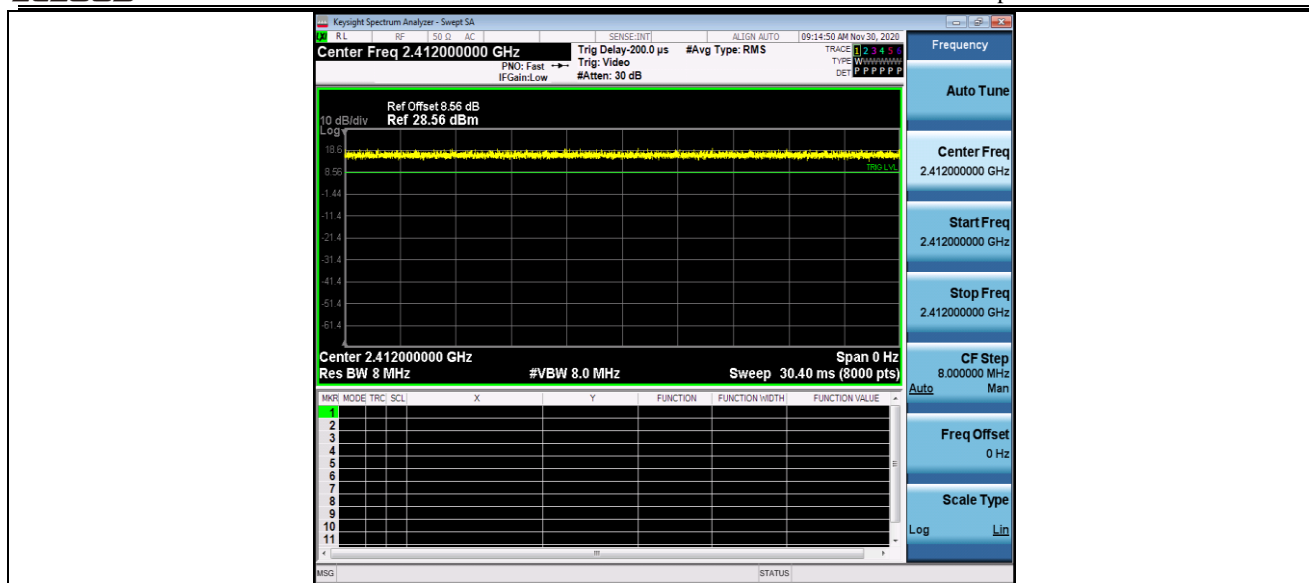 Keysight Spectrum Analyzer - Swept SA
RL RF 50 Ω AC SENSE:INT ALIGN AUTO 09:14:50 AM Nov 30, 2020
Center Freq 2.412000000 GHz
Trig Delay-200.0 µs #Avg Type: RMS
TRACE 1 2 3 4 5 6
PNO: Fast Trig: Video
TYPE WWWWWW
IFGain:Low #Atten: 30 dB
DET P P P P P P
Ref Offset 8.56 dB
10 dB/div Ref 28.56 dBm
Log
18.6
8.56
TRIG LVL
-1.44
-11.4
-21.4
-31.4
-41.4
-51.4
-61.4
Center 2.412000000 GHz Span 0 Hz
Res BW 8 MHz #VBW 8.0 MHz Sweep 30.40 ms (8000 pts)
MKR MODE TRC SCL X Y FUNCTION FUNCTION WIDTH FUNCTION VALUE
1
2
3
4
5
6
7
8
9
10
11
MSG STATUS
Frequency
Auto Tune
Center Freq
2.412000000 GHz
Start Freq
2.412000000 GHz
Stop Freq
2.412000000 GHz
CF Step
8.000000 MHz
Auto Man
Freq Offset
0 Hz
Scale Type
Log Lin